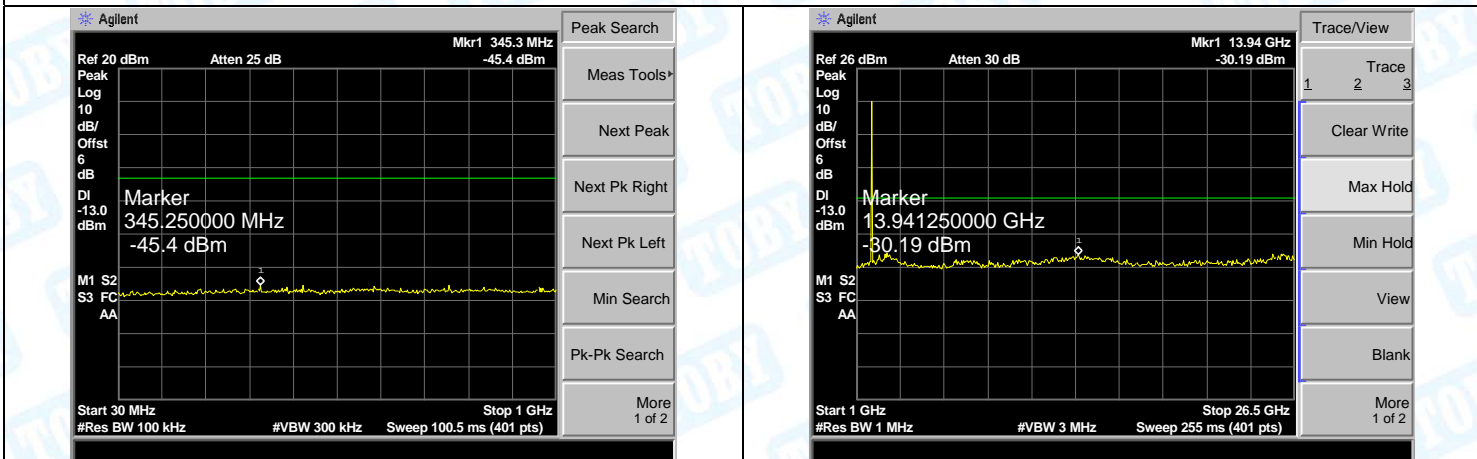 Agilent
Peak Search
Mkr1 345.3 MHz
Ref 20 dBm Atten 25 dB -45.4 dBm
Peak
Log
10
dB/
Offst
6
dB
DI
-13.0
dBm
Marker
345.250000 MHz
-45.4 dBm
1
M1 S2
S3 FC
AA
Start 30 MHz Stop 1 GHz
#Res BW 100 kHz #VBW 300 kHz Sweep 100.5 ms (401 pts)
Meas Tools
Next Peak
Next Pk Right
Next Pk Left
Min Search
Pk-Pk Search
More
1 of 2
Agilent
Trace/View
Mkr1 13.94 GHz
Ref 26 dBm Atten 30 dB -30.19 dBm
Peak
Log
10
dB/
Offst
6
dB
DI
-13.0
dBm
Marker
13.941250000 GHz
-30.19 dBm
1
M1 S2
S3 FC
AA
Start 1 GHz Stop 26.5 GHz
#Res BW 1 MHz #VBW 3 MHz Sweep 255 ms (401 pts)
Trace
1 2 3
Clear Write
Max Hold
Min Hold
View
Blank
More
1 of 2
TOBY